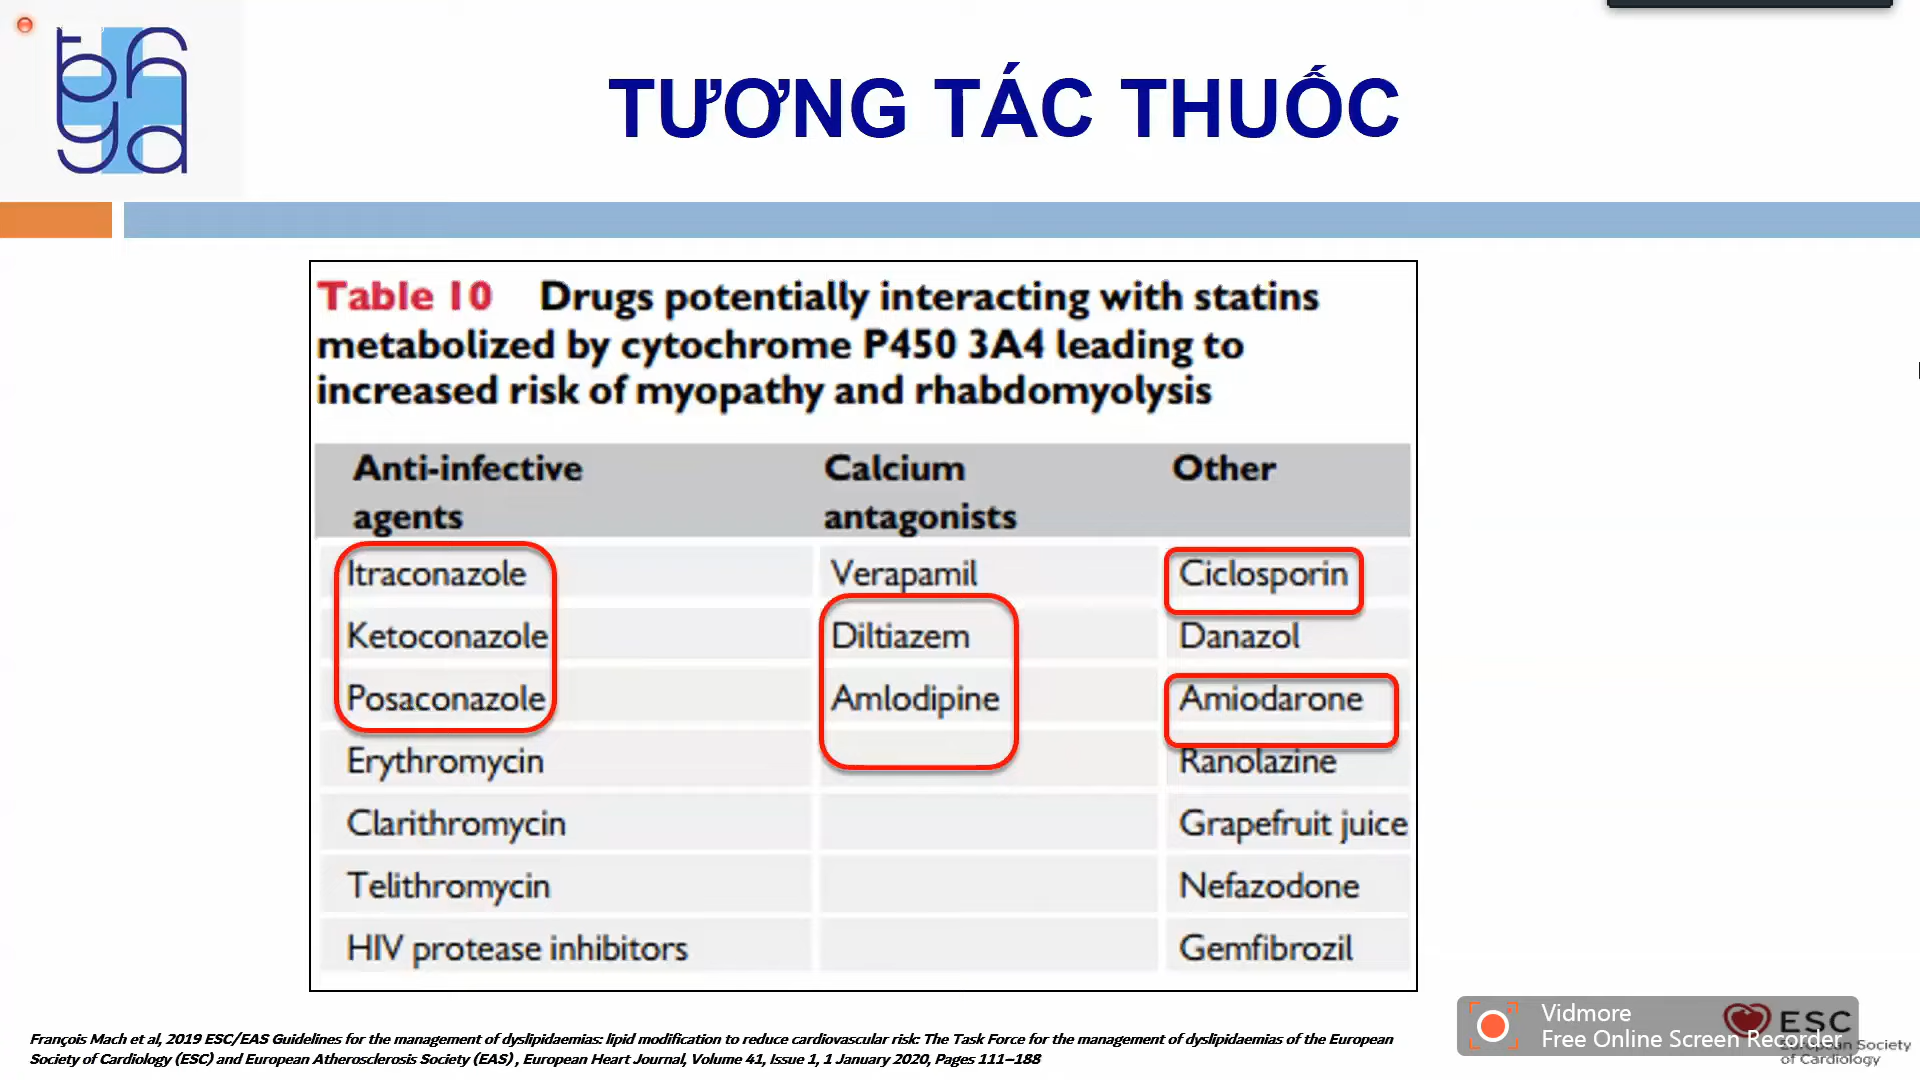 TƯƠNG TÁC THUỐC
Table 10 Drugs potentially interacting with statins
metabolized by cytochrome P450 3A4 leading to
increased risk of myopathy and rhabdomyolysis
Anti-infective agents
Calcium antagonists
Other
Itraconazole Verapamil Ciclosporin
Ketoconazole Diltiazem Danazol
Posaconazole Amlodipine Amiodarone
Erythromycin Ranolazine
Clarithromycin Grapefruit juice
Telithromycin Nefazodone
HIV protease inhibitors Gemfibrozil
François Mach et al, 2019 ESC/EAS Guidelines for the management of dyslipidaemias: lipid modification to reduce cardiovascular risk: The Task Force for the management of dyslipidaemias of the European
Society of Cardiology (ESC) and European Atherosclerosis Society (EAS) , European Heart Journal, Volume 41, Issue 1, 1 January 2020, Pages 111–188
Vidmore
Free Online Screen Recorder
ESC
European Society
of Cardiology